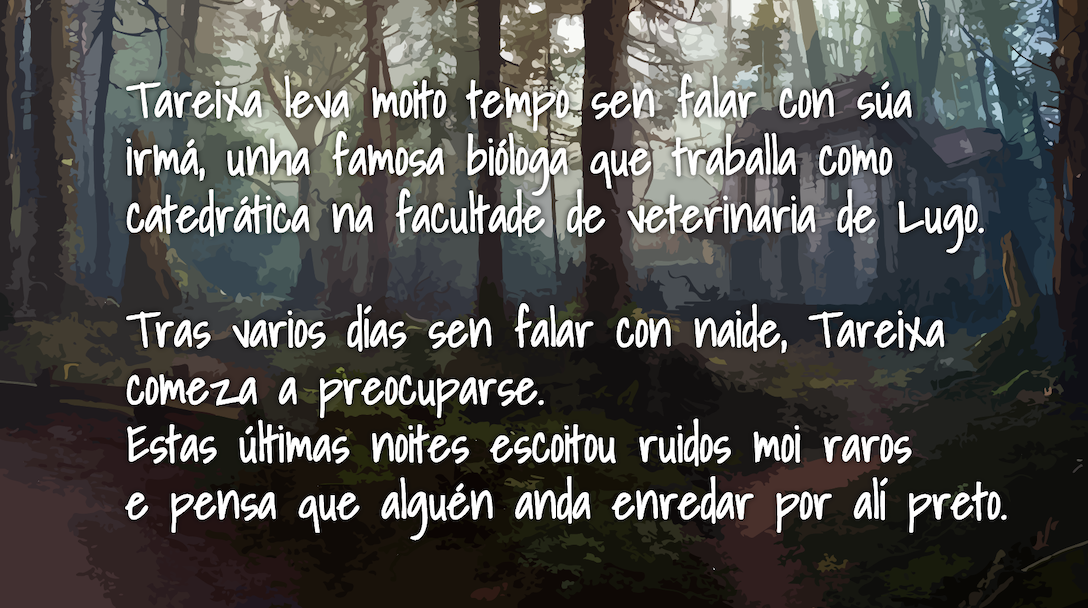 Tareixa leva moito tempo sen falar con súa
irmá, unha famosa bióloga que traballa como
catedrática na facultade de veterinaria de Lugo.
Tras varios días sen falar con naide, Tareixa
comeza a preocuparse.
Estas últimas noites escoitou ruidos moi raros
e pensa que alguén anda enredar por alí preto.